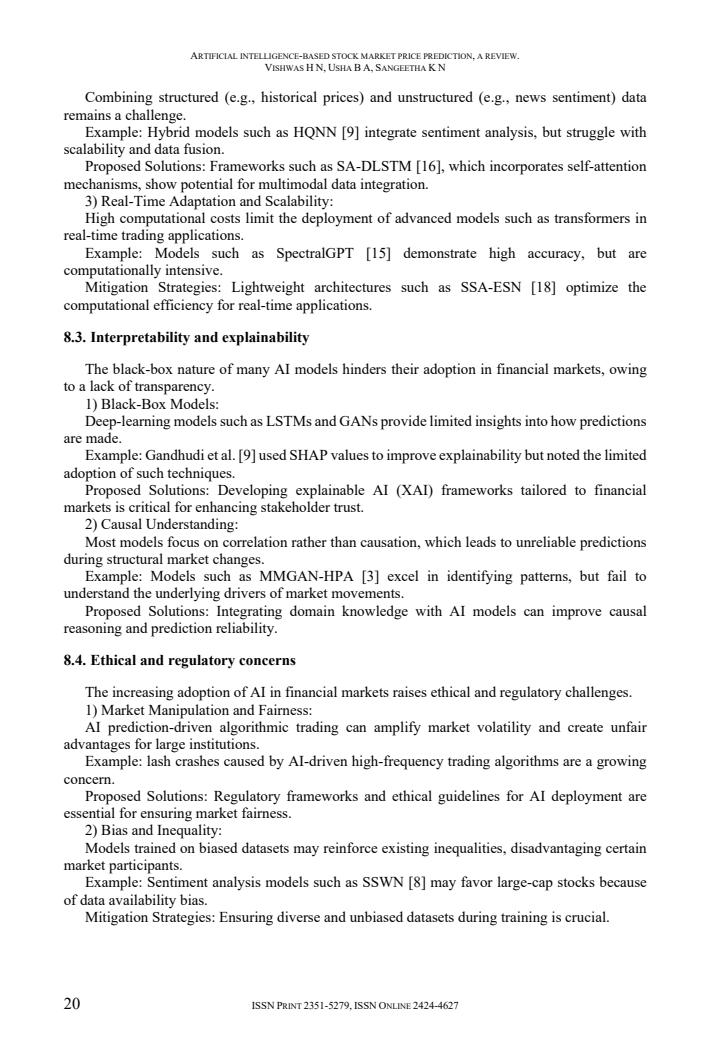 ARTIFICIAL INTELLIGENCE-BASED STOCK MARKET PRICE PREDICTION, A REVIEW.
VISHWAS H N, USHA B A, SANGEETHA K N
Combining structured (e.g., historical prices) and unstructured (e.g., news sentiment) data
remains a challenge.
Example: Hybrid models such as HQNN [9] integrate sentiment analysis, but struggle with
scalability and data fusion.
Proposed Solutions: Frameworks such as SA-DLSTM [16], which incorporates self-attention
mechanisms, show potential for multimodal data integration.
3) Real-Time Adaptation and Scalability:
High computational costs limit the deployment of advanced models such as transformers in
real-time trading applications.
Example: Models such as SpectralGPT [15] demonstrate high accuracy, but are
computationally intensive.
Mitigation Strategies: Lightweight architectures such as SSA-ESN [18] optimize the
computational efficiency for real-time applications.
8.3. Interpretability and explainability
The black-box nature of many AI models hinders their adoption in financial markets, owing
to a lack of transparency.
1) Black-Box Models:
Deep-learning models such as LSTMs and GANs provide limited insights into how predictions
are made.
Example: Gandhudi et al. [9] used SHAP values to improve explainability but noted the limited
adoption of such techniques.
Proposed Solutions: Developing explainable AI (XAI) frameworks tailored to financial
markets is critical for enhancing stakeholder trust.
2) Causal Understanding:
Most models focus on correlation rather than causation, which leads to unreliable predictions
during structural market changes.
Example: Models such as MMGAN-HPA [3] excel in identifying patterns, but fail to
understand the underlying drivers of market movements.
Proposed Solutions: Integrating domain knowledge with AI models can improve causal
reasoning and prediction reliability.
8.4. Ethical and regulatory concerns
The increasing adoption of AI in financial markets raises ethical and regulatory challenges.
1) Market Manipulation and Fairness:
AI prediction-driven algorithmic trading can amplify market volatility and create unfair
advantages for large institutions.
Example: lash crashes caused by AI-driven high-frequency trading algorithms are a growing
concern.
Proposed Solutions: Regulatory frameworks and ethical guidelines for AI deployment are
essential for ensuring market fairness.
2) Bias and Inequality:
Models trained on biased datasets may reinforce existing inequalities, disadvantaging certain
market participants.
Example: Sentiment analysis models such as SSWN [8] may favor large-cap stocks because
of data availability bias.
Mitigation Strategies: Ensuring diverse and unbiased datasets during training is crucial.
20
ISSN PRINT 2351-5279, ISSN ONLINE 2424-4627